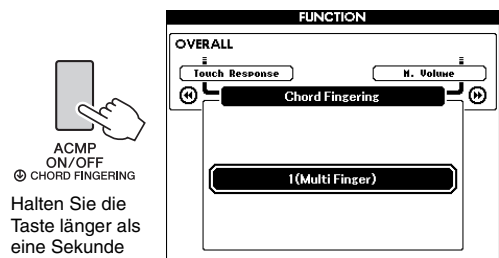 FUNCTION
OVERALL
Touch Response
M. Volume
Chord Fingering
1(Multi Finger)
ACMP
ON/OFF
CHORD FINGERING
Halten Sie die
Taste länger als
eine Sekunde